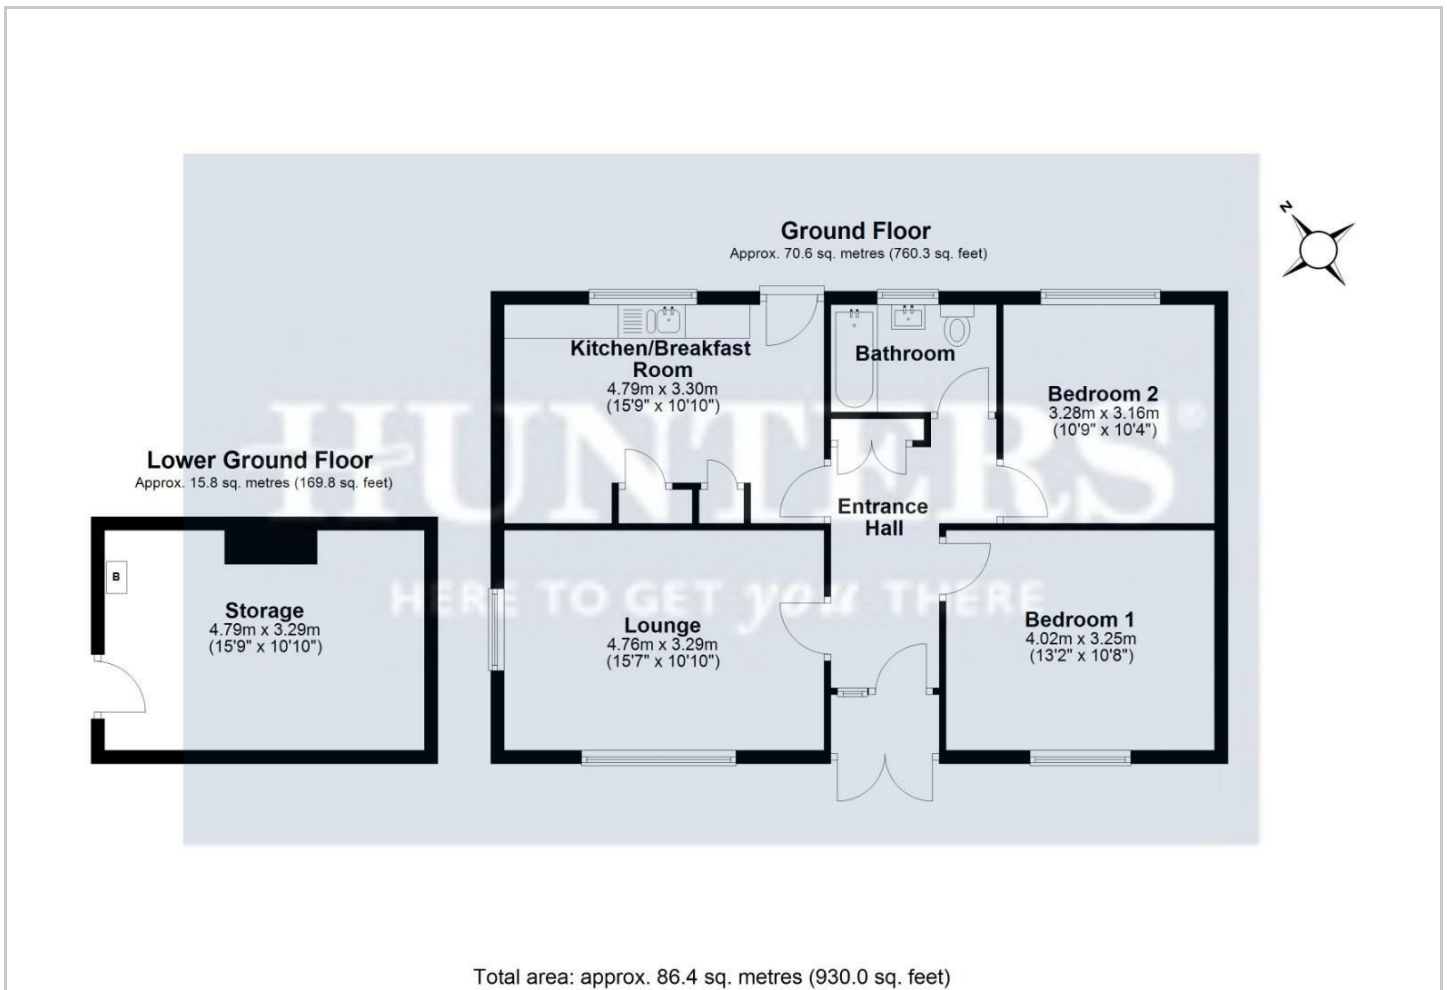 Ground Floor
Approx. 70.6 sq. metres (760.3 sq. feet)
N
Kitchen/Breakfast
Room
4.79m x 3.30m
(15'9" x 10'10")
Bathroom
Bedroom 2
3.28m x 3.16m
(10'9" x 10'4")
HUNTERS®
HERE TO GET you THERE
Lower Ground Floor
Approx. 15.8 sq. metres (169.8 sq. feet)
Entrance
Hall
B
Storage
4.79m x 3.29m
(15'9" x 10'10")
Lounge
4.76m x 3.29m
(15'7" x 10'10")
Bedroom 1
4.02m x 3.25m
(13'2" x 10'8")
Total area: approx. 86.4 sq. metres (930.0 sq. feet)